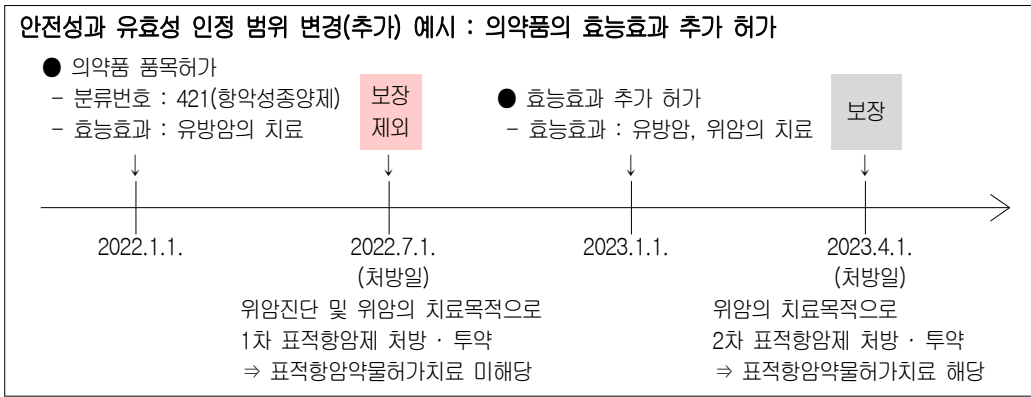 안전성과 유효성 인정 범위 변경(추가) 예시 : 의약품의 효능효과 추가 허가
● 의약품 품목허가
- 분류번호 : 421(항악성종양제)
- 효능효과 : 유방암의 치료
보장
제외
● 효능효과 추가 허가
- 효능효과 : 유방암, 위암의 치료
보장
↓ ↓ ↓ ↓
2022.1.1. 2022.7.1. 2023.1.1. 2023.4.1.
(처방일) (처방일)
위암진단 및 위암의 치료목적으로
1차 표적항암제 처방 · 투약
⇒ 표적항암약물허가치료 미해당
위암의 치료목적으로
2차 표적항암제 처방 · 투약
⇒ 표적항암약물허가치료 해당